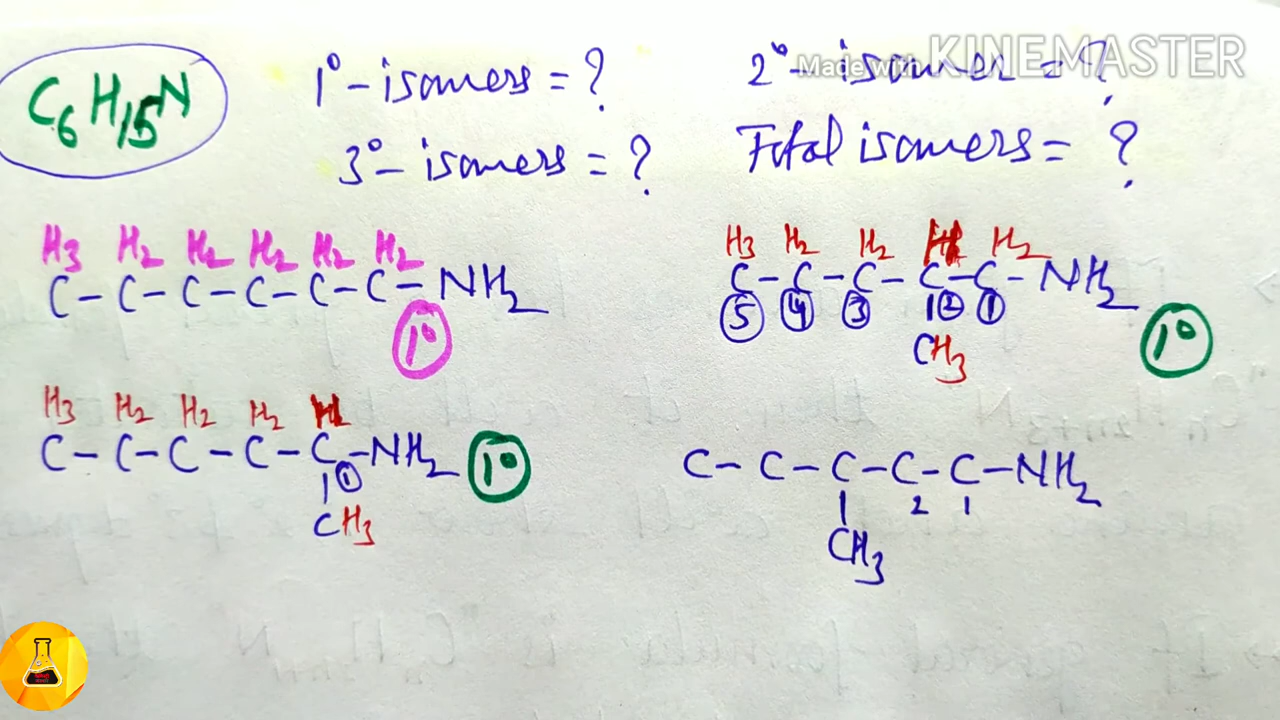 C6H15N 1° - isomers = ? 2° - isomer = ?
Made with KINEMASTER
3° - isomers = ? Total isomers = ?
H3 H2 H2 H2 H2 H2
C - C - C - C - C - C - NH2
1°
H3 H2 H2 H H2
C - C - C - C - C - NH2
5 4 3 2 1
CH3
1°
H3 H2 H2 H2 H
C - C - C - C - C - NH2
1
CH3
1°
C - C - C - C - C - NH2
2 1
CH3